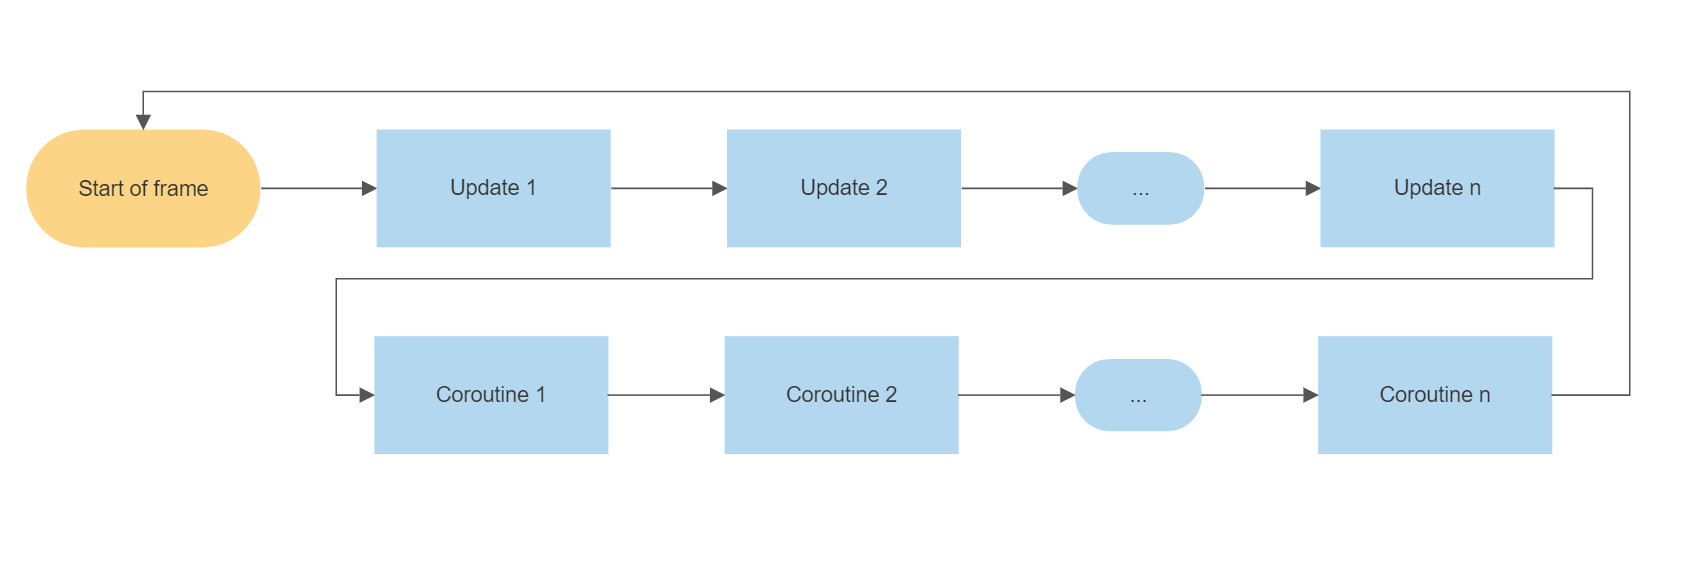 Start of frame
Update 1
Update 2
...
Update n
Coroutine 1
Coroutine 2
...
Coroutine n